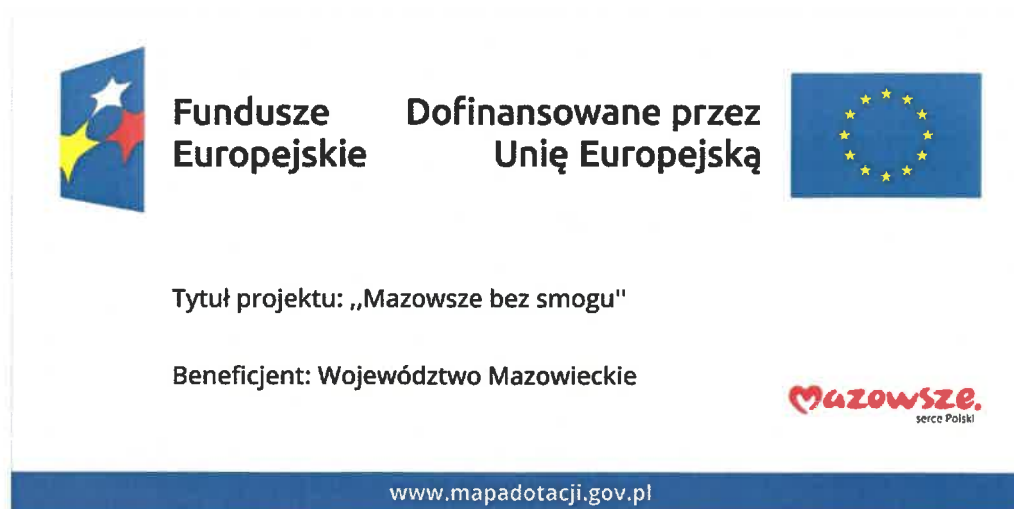 Fundusze
Europejskie
Dofinansowane przez
Unię Europejską
Tytuł projektu: ,,Mazowsze bez smogu"
Beneficjent: Województwo Mazowieckie
Mazowsze.
serce Polski
www.mapadotacji.gov.pl